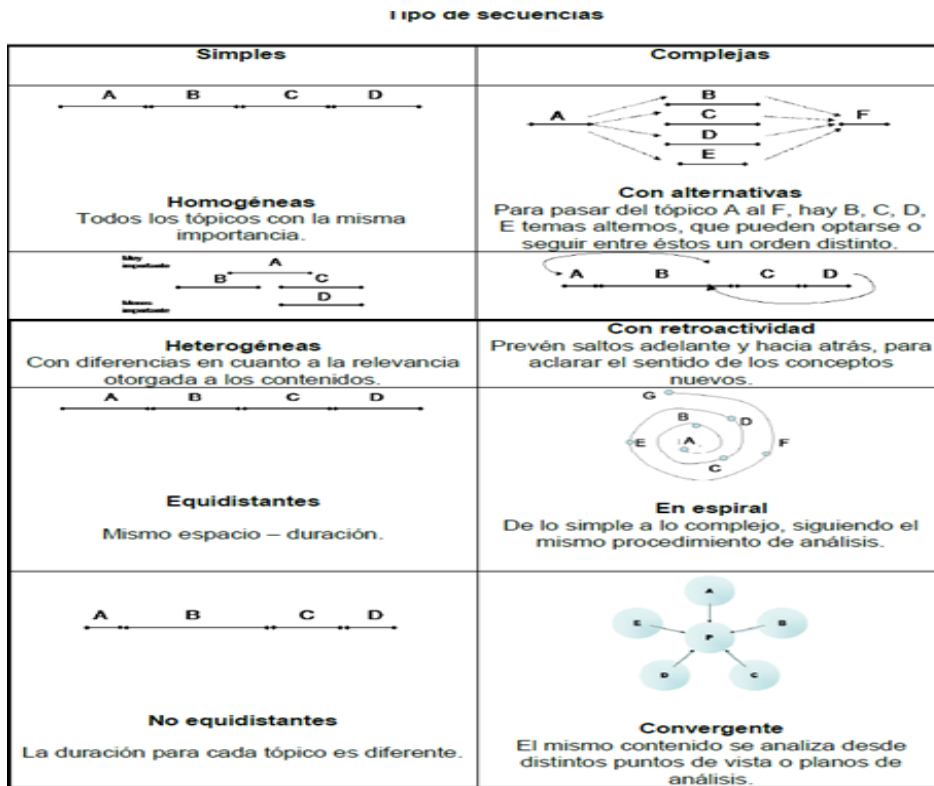 Tipo de secuencias
Simples
Complejas
A B C D
Homogéneas
Todos los tópicos con la misma
importancia.
A
B
C
D
E
F
Con alternativas
Para pasar del tópico A al F, hay B, C, D,
E temas alternos, que pueden optarse o
seguir entre éstos un orden distinto.
Muy
importante
A
B C
D
Menos
importante
A B C D
Heterogéneas
Con diferencias en cuanto a la relevancia
otorgada a los contenidos.
Con retroactividad
Prevén saltos adelante y hacia atrás, para
aclarar el sentido de los conceptos
nuevos.
A B C D
Equidistantes
Mismo espacio – duración.
G
B D
E A F
C
En espiral
De lo simple a lo complejo, siguiendo el
mismo procedimiento de análisis.
A B C D
No equidistantes
La duración para cada tópico es diferente.
A
E P B
D C
Convergente
El mismo contenido se analiza desde
distintos puntos de vista o planos de
análisis.